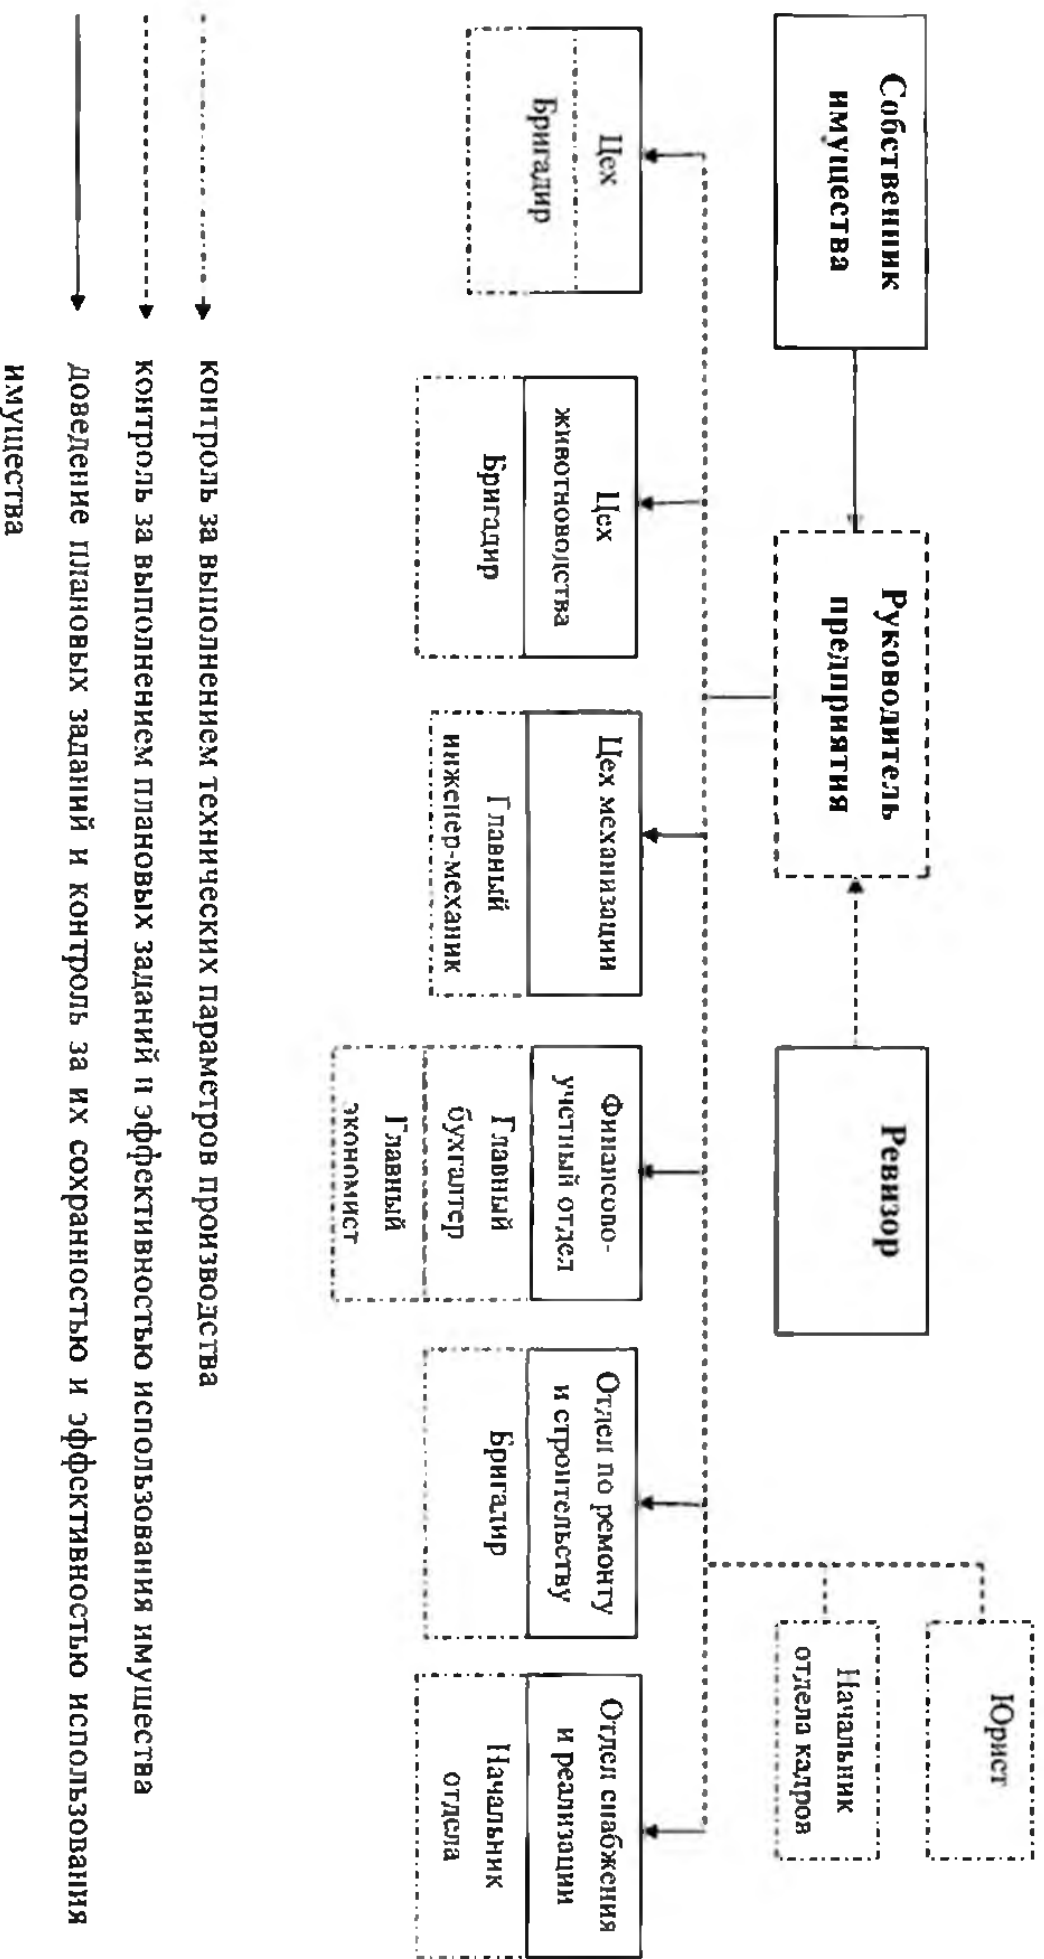 Собственник
имущества
Руководитель
предприятия
Ревизор
Юрист
Начальник
отдела кадров
Цех
Бригадир
Цех
животноводства
Бригадир
Цех механизации
Главный
инженер-механик
Финансово-
учетный отдел
Главный
бухгалтер
Главный
экономист
Отдел по ремонту
и строительству
Бригадир
Отдел снабжения
и реализации
Начальник
отдела
контроль за выполнением технических параметров производства
контроль за выполнением плановых заданий и эффективностью использования имущества
доведение плановых заданий и контроль за их сохранностью и эффективностью использования
имущества